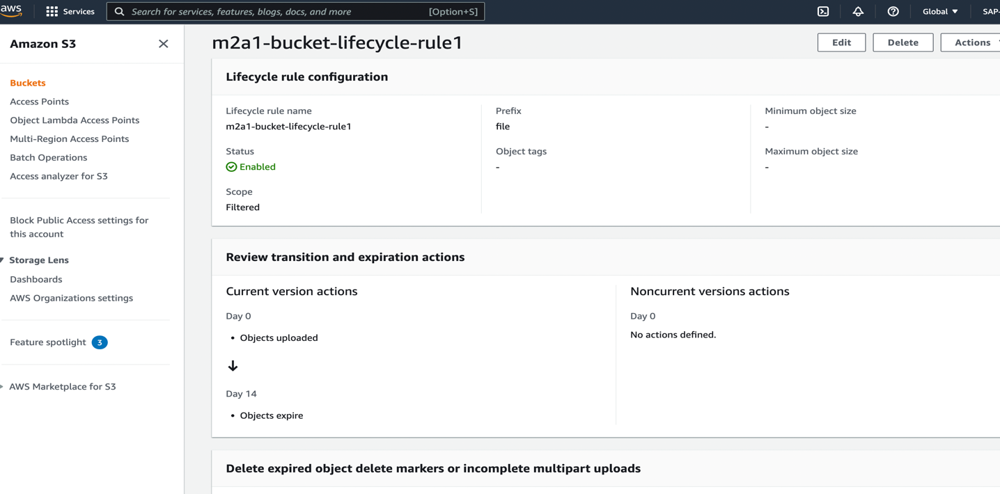 aws
Services
Search for services, features, blogs, docs, and more
[Option+S]
Global
SAP-
Amazon S3
Buckets
Access Points
Object Lambda Access Points
Multi-Region Access Points
Batch Operations
Access analyzer for S3
Block Public Access settings for
this account
Storage Lens
Dashboards
AWS Organizations settings
Feature spotlight 3
AWS Marketplace for S3
m2a1-bucket-lifecycle-rule1
Edit
Delete
Actions
Lifecycle rule configuration
Lifecycle rule name
m2a1-bucket-lifecycle-rule1
Status
Enabled
Scope
Filtered
Prefix
file
Object tags
-
Minimum object size
-
Maximum object size
-
Review transition and expiration actions
Current version actions
Day 0
• Objects uploaded
Day 14
• Objects expire
Noncurrent versions actions
Day 0
No actions defined.
Delete expired object delete markers or incomplete multipart uploads